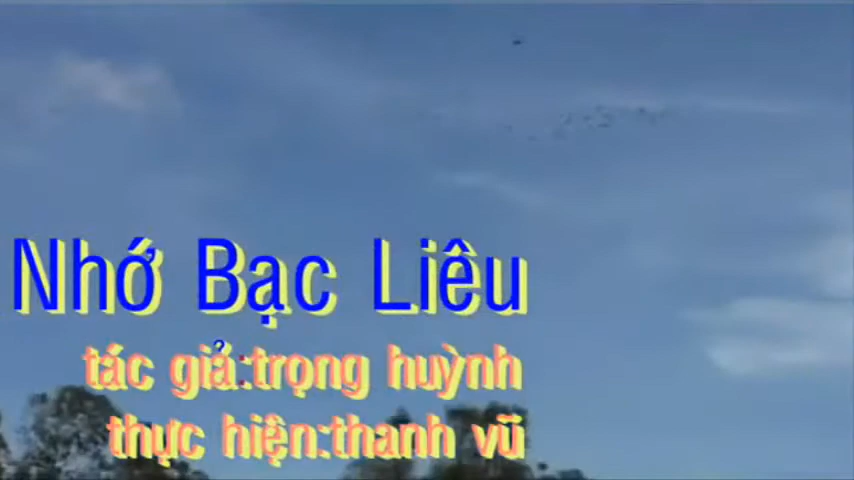 Nhớ Bạc Liêu
tác giả:trọng huỳnh
thực hiện:thanh vũ